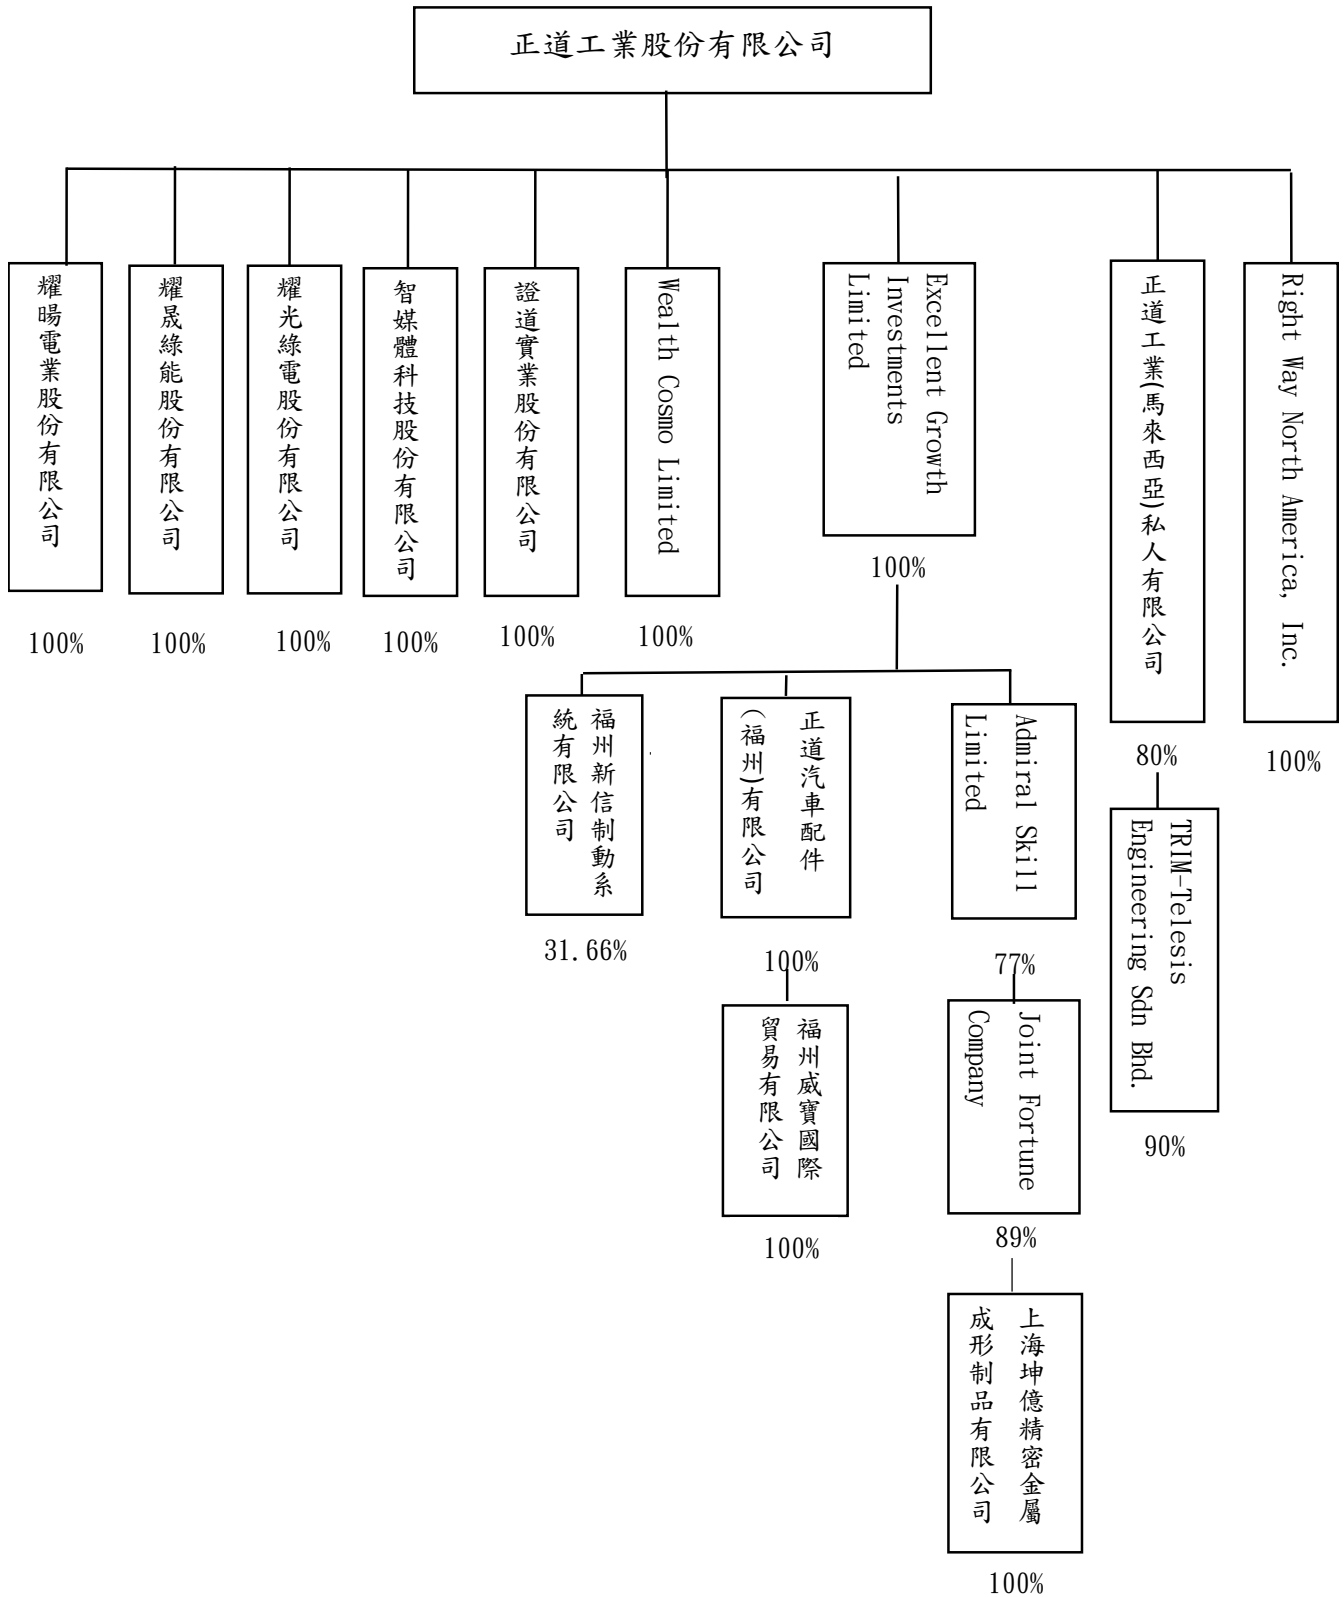 正道工業股份有限公司
耀暘電業股份有限公司
100%
耀晟綠能股份有限公司
100%
耀光綠電股份有限公司
100%
智媒體科技股份有限公司
100%
證道實業股份有限公司
100%
Wealth Cosmo Limited
100%
Excellent Growth
Investments
Limited
100%
正道工業(馬來西亞)私人有限公司
80%
Right Way North America, Inc.
100%
福州新信制動系
統有限公司
31.66%
正道汽車配件
(福州)有限公司
100%
Admiral Skill
Limited
77%
TRIM-Telesis
Engineering Sdn Bhd.
90%
福州威寶國際
貿易有限公司
100%
Joint Fortune
Company
89%
上海坤億精密金屬
成形制品有限公司
100%